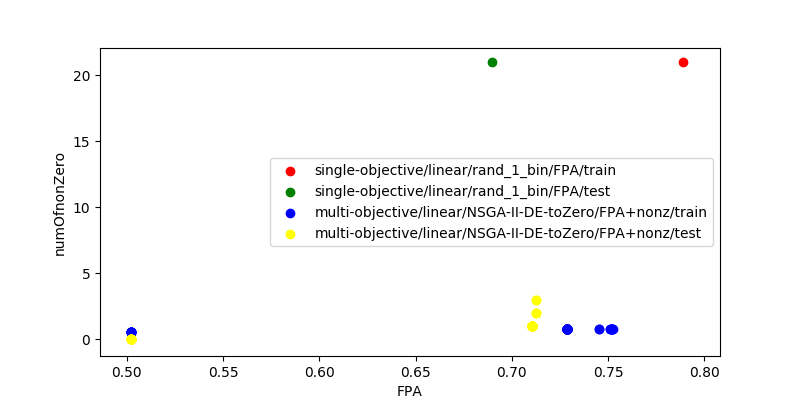 20
15
10
5
0
numOfnonZero
single-objective/linear/rand_1_bin/FPA/train
single-objective/linear/rand_1_bin/FPA/test
multi-objective/linear/NSGA-II-DE-toZero/FPA+nonz/train
multi-objective/linear/NSGA-II-DE-toZero/FPA+nonz/test
0.50 0.55 0.60 0.65 0.70 0.75 0.80
FPA